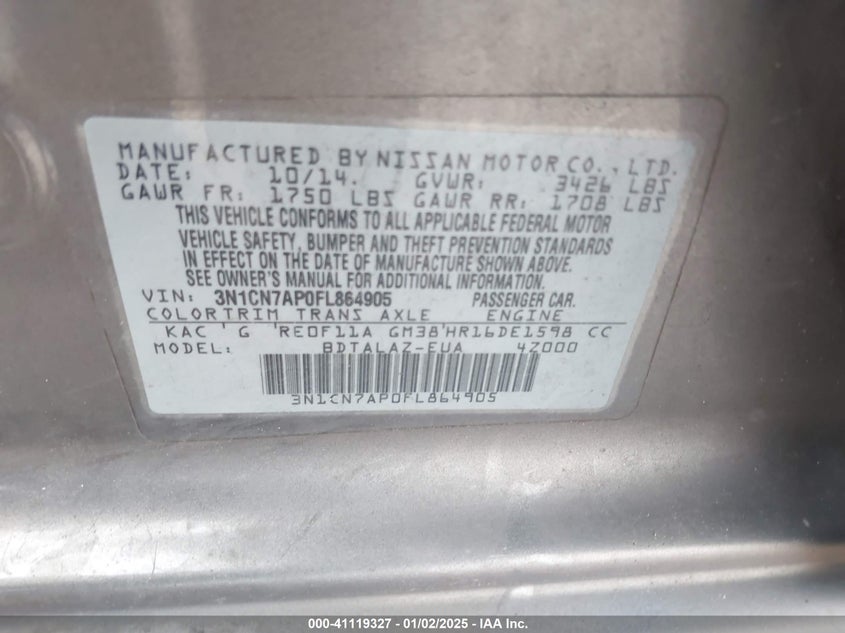 MANUFACTURED BY NISSAN MOTOR CO., LTD.
DATE: 10/14. GVWR: 3426 LBS
GAWR FR: 1750 LBS GAWR RR: 1708 LBS
THIS VEHICLE CONFORMS TO ALL APPLICABLE FEDERAL MOTOR
VEHICLE SAFETY, BUMPER AND THEFT PREVENTION STANDARDS
IN EFFECT ON THE DATE OF MANUFACTURE SHOWN ABOVE.
SEE OWNER'S MANUAL FOR ADDITIONAL INFORMATION.
VIN: 3N1CN7AP0FL864905 PASSENGER CAR.
COLOR TRIM TRANS AXLE ENGINE
KAC ' G 'RE0F11A GM38'HR16DE1598 CC
MODEL: BDTALAZ-EUA 4Z000
3N1CN7AP0FL864905
000-41119327 - 01/02/2025 - © IAA Inc.